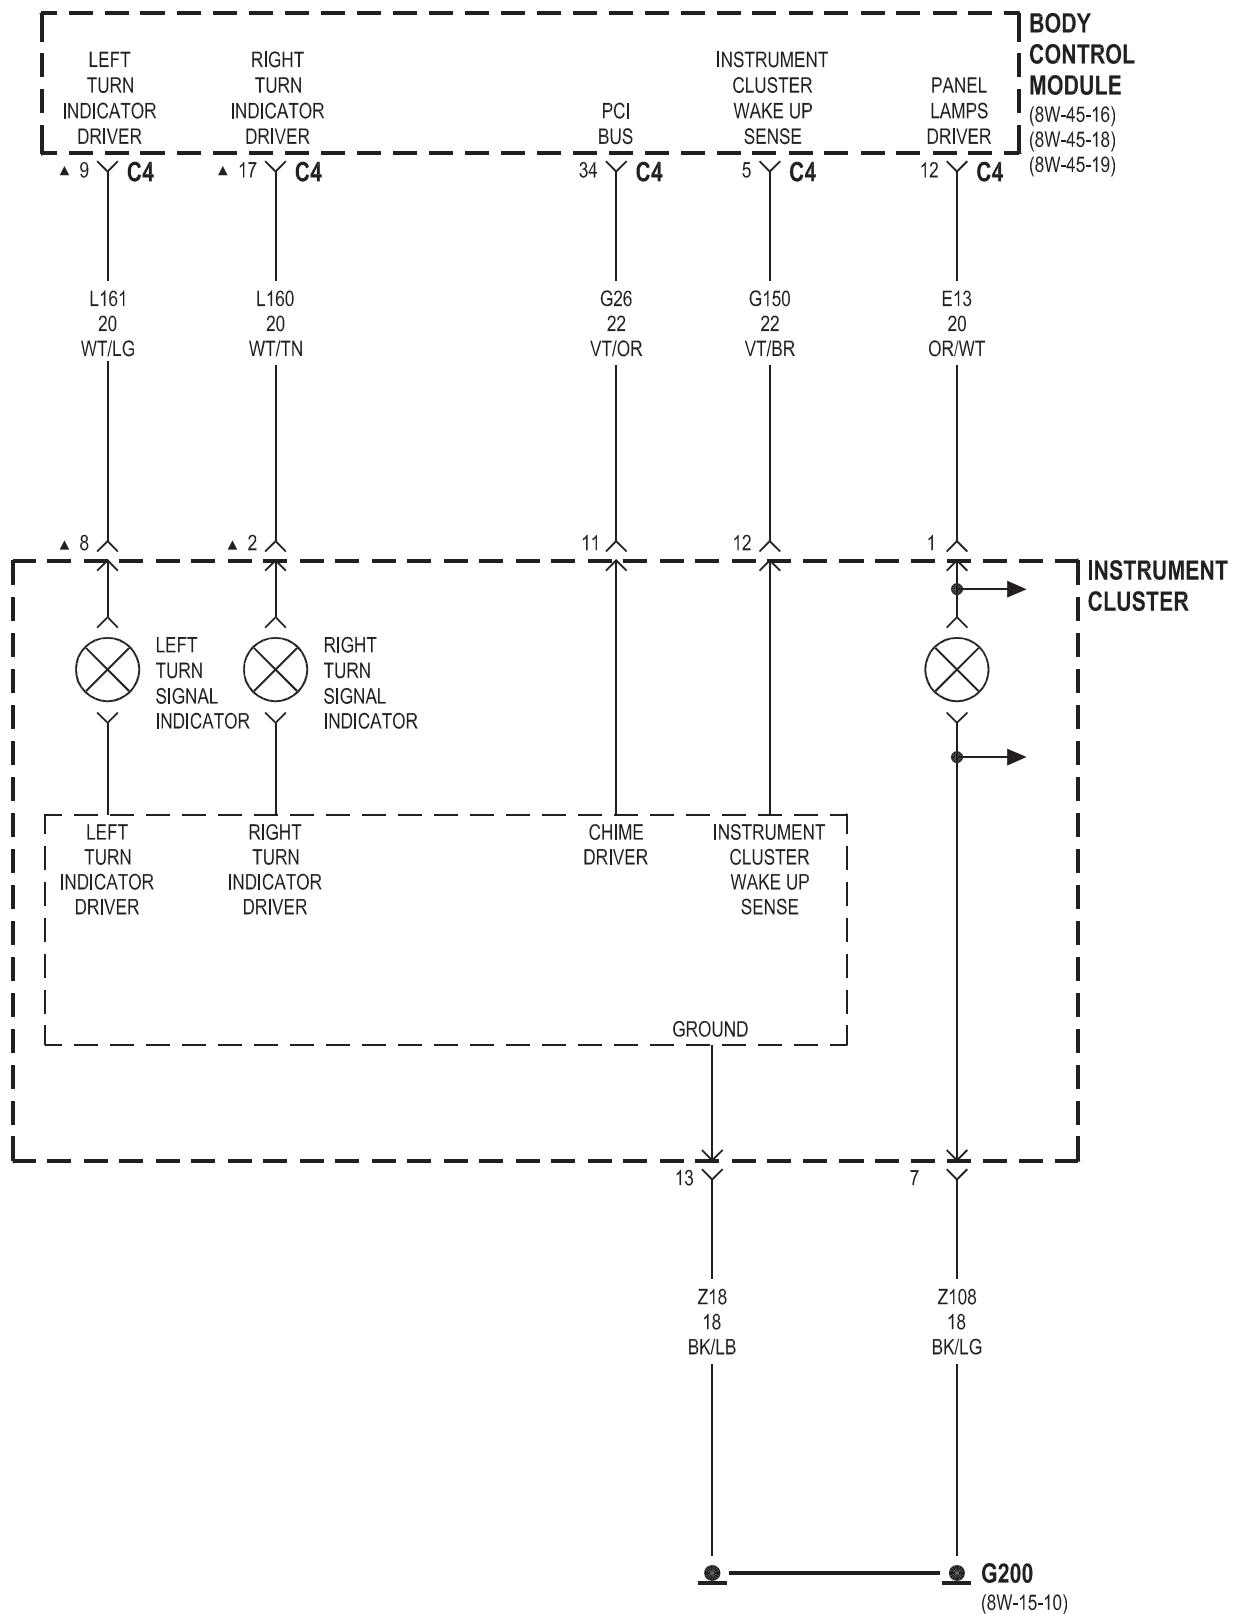 BODY
CONTROL
MODULE
(8W-45-16)
(8W-45-18)
(8W-45-19)
LEFT
TURN
INDICATOR
DRIVER
RIGHT
TURN
INDICATOR
DRIVER
PCI
BUS
INSTRUMENT
CLUSTER
WAKE UP
SENSE
PANEL
LAMPS
DRIVER
▲ 9 C4
▲ 17 C4
34 C4
5 C4
12 C4
L161
20
WT/LG
L160
20
WT/TN
G26
22
VT/OR
G150
22
VT/BR
E13
20
OR/WT
▲ 8
▲ 2
11
12
1
INSTRUMENT
CLUSTER
LEFT
TURN
SIGNAL
INDICATOR
RIGHT
TURN
SIGNAL
INDICATOR
LEFT
TURN
INDICATOR
DRIVER
RIGHT
TURN
INDICATOR
DRIVER
CHIME
DRIVER
INSTRUMENT
CLUSTER
WAKE UP
SENSE
GROUND
13
7
Z18
18
BK/LB
Z108
18
BK/LG
G200
(8W-15-10)